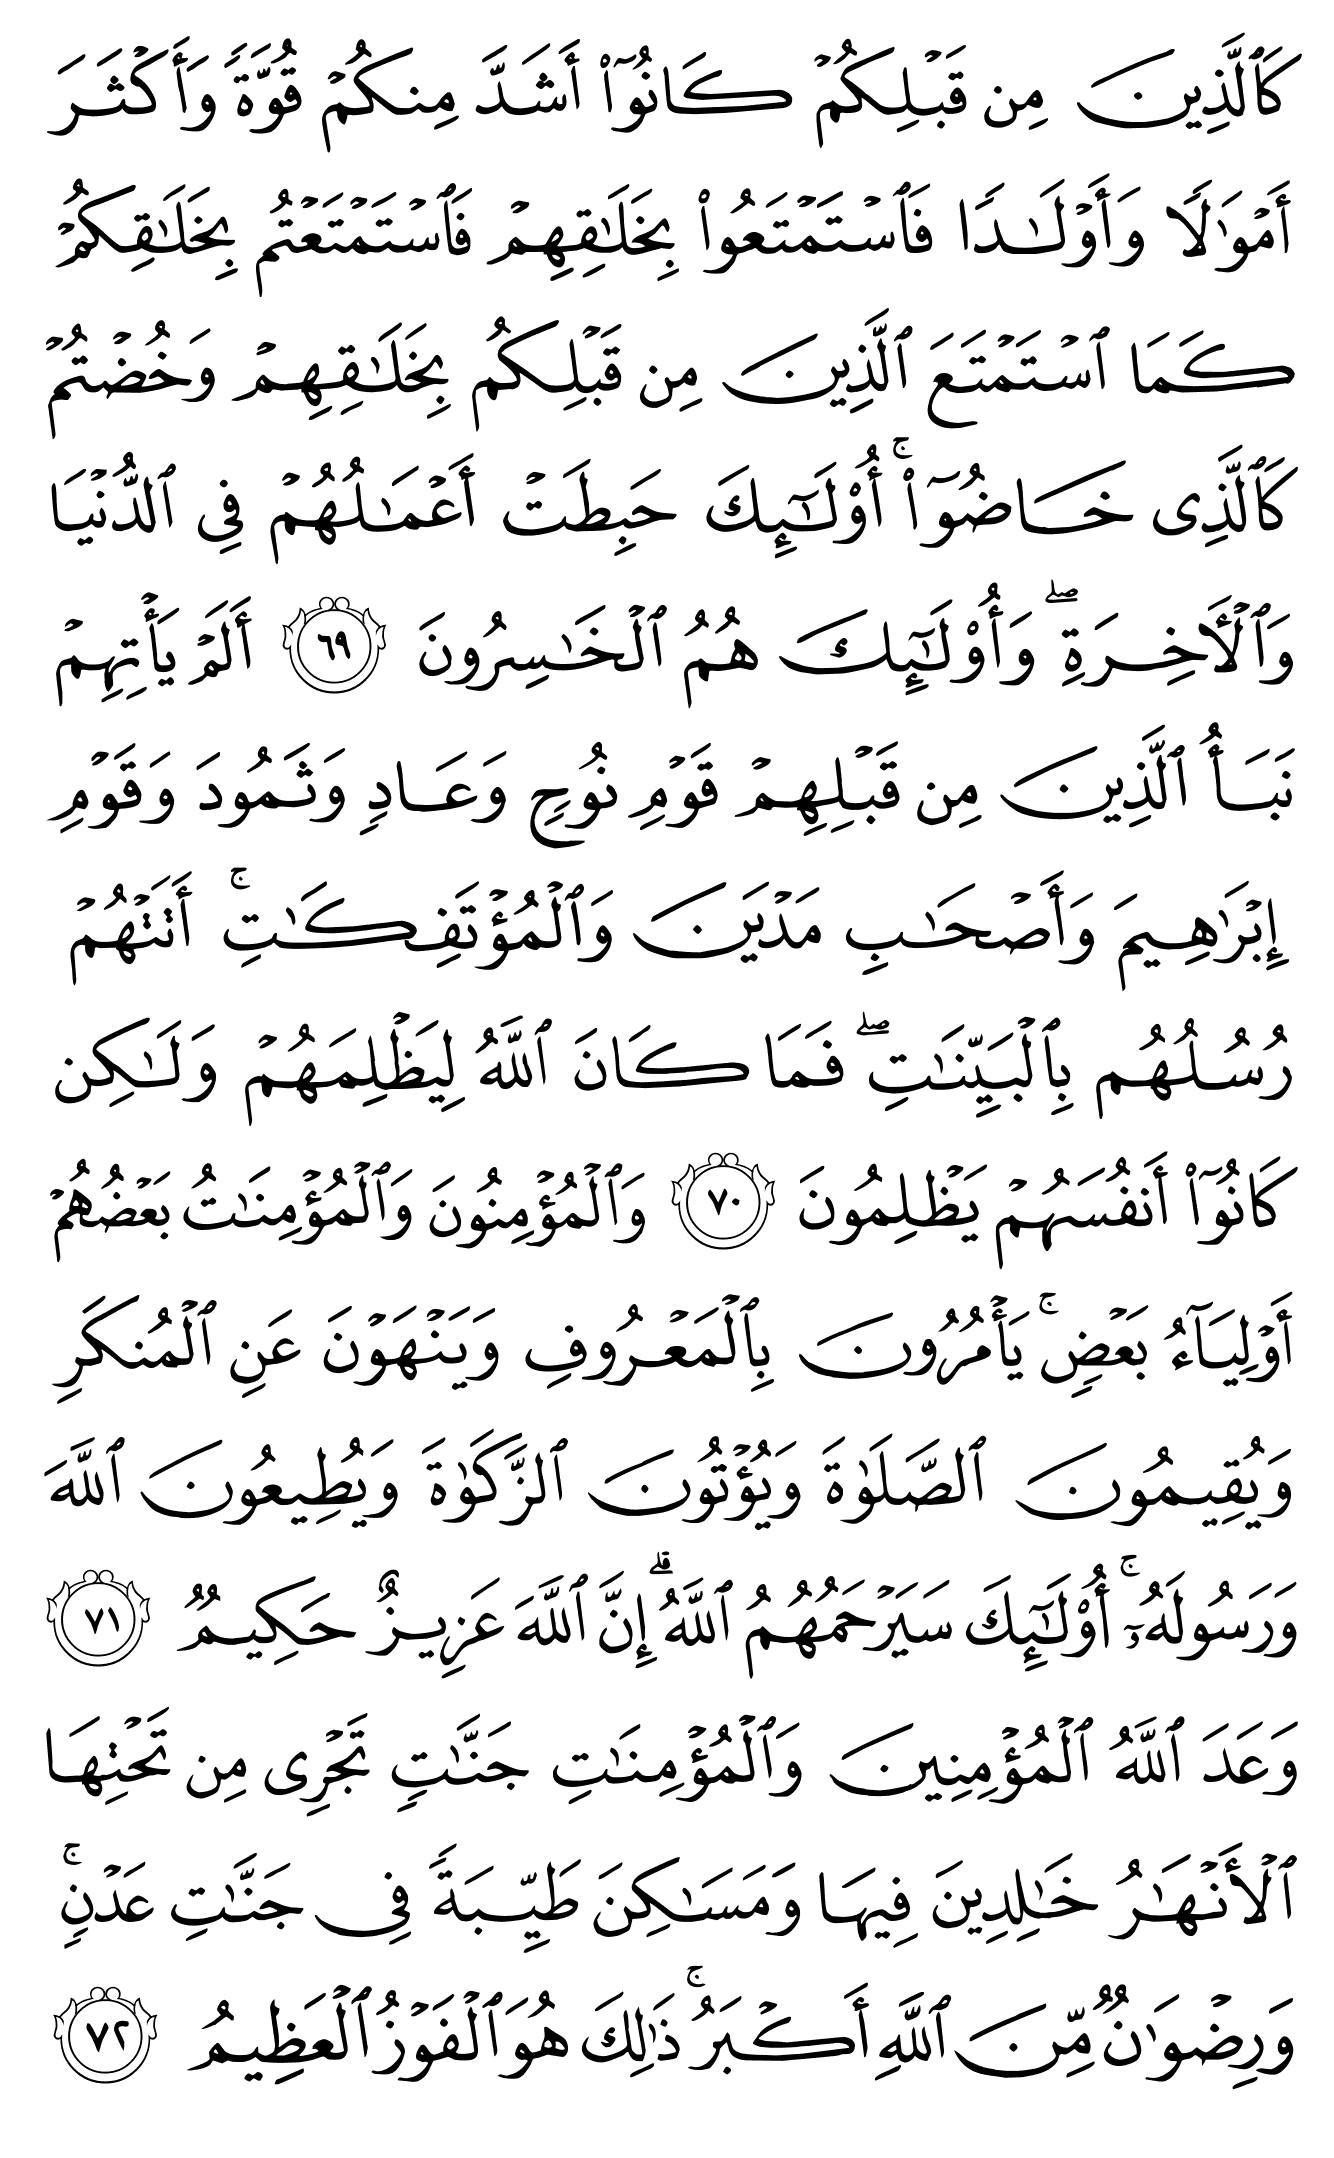 كَٱلَّذِينَ مِن قَبۡلِكُمۡ كَانُوٓاْ أَشَدَّ مِنكُمۡ قُوَّةٗ وَأَكۡثَرَ
أَمۡوَٰلٗا وَأَوۡلَٰدٗا فَٱسۡتَمۡتَعُواْ بِخَلَٰقِهِمۡ فَٱسۡتَمۡتَعۡتُم بِخَلَٰقِكُمۡ
كَمَا ٱسۡتَمۡتَعَ ٱلَّذِينَ مِن قَبۡلِكُم بِخَلَٰقِهِمۡ وَخُضۡتُمۡ
كَٱلَّذِي خَاضُوٓاْۚ أُوْلَٰٓئِكَ حَبِطَتۡ أَعۡمَٰلُهُمۡ فِي ٱلدُّنۡيَا
وَٱلۡأٓخِرَةِۖ وَأُوْلَٰٓئِكَ هُمُ ٱلۡخَٰسِرُونَ ٦٩ أَلَمۡ يَأۡتِهِمۡ
نَبَأُ ٱلَّذِينَ مِن قَبۡلِهِمۡ قَوۡمِ نُوحٖ وَعَادٖ وَثَمُودَ وَقَوۡمِ
إِبۡرَٰهِيمَ وَأَصۡحَٰبِ مَدۡيَنَ وَٱلۡمُؤۡتَفِكَٰتِۚ أَتَتۡهُمۡ
رُسُلُهُم بِٱلۡبَيِّنَٰتِۖ فَمَا كَانَ ٱللَّهُ لِيَظۡلِمَهُمۡ وَلَٰكِن
كَانُوٓاْ أَنفُسَهُمۡ يَظۡلِمُونَ ٧٠ وَٱلۡمُؤۡمِنُونَ وَٱلۡمُؤۡمِنَٰتُ بَعۡضُهُمۡ
أَوۡلِيَآءُ بَعۡضٖۚ يَأۡمُرُونَ بِٱلۡمَعۡرُوفِ وَيَنۡهَوۡنَ عَنِ ٱلۡمُنكَرِ
وَيُقِيمُونَ ٱلصَّلَوٰةَ وَيُؤۡتُونَ ٱلزَّكَوٰةَ وَيُطِيعُونَ ٱللَّهَ
وَرَسُولَهُۥٓۚ أُوْلَٰٓئِكَ سَيَرۡحَمُهُمُ ٱللَّهُۗ إِنَّ ٱللَّهَ عَزِيزٌ حَكِيمٞ ٧١
وَعَدَ ٱللَّهُ ٱلۡمُؤۡمِنِينَ وَٱلۡمُؤۡمِنَٰتِ جَنَّٰتٖ تَجۡرِي مِن تَحۡتِهَا
ٱلۡأَنۡهَٰرُ خَٰلِدِينَ فِيهَا وَمَسَٰكِنَ طَيِّبَةٗ فِي جَنَّٰتِ عَدۡنٖۚ
وَرِضۡوَٰنٞ مِّنَ ٱللَّهِ أَكۡبَرُۚ ذَٰلِكَ هُوَ ٱلۡفَوۡزُ ٱلۡعَظِيمُ ٧٢